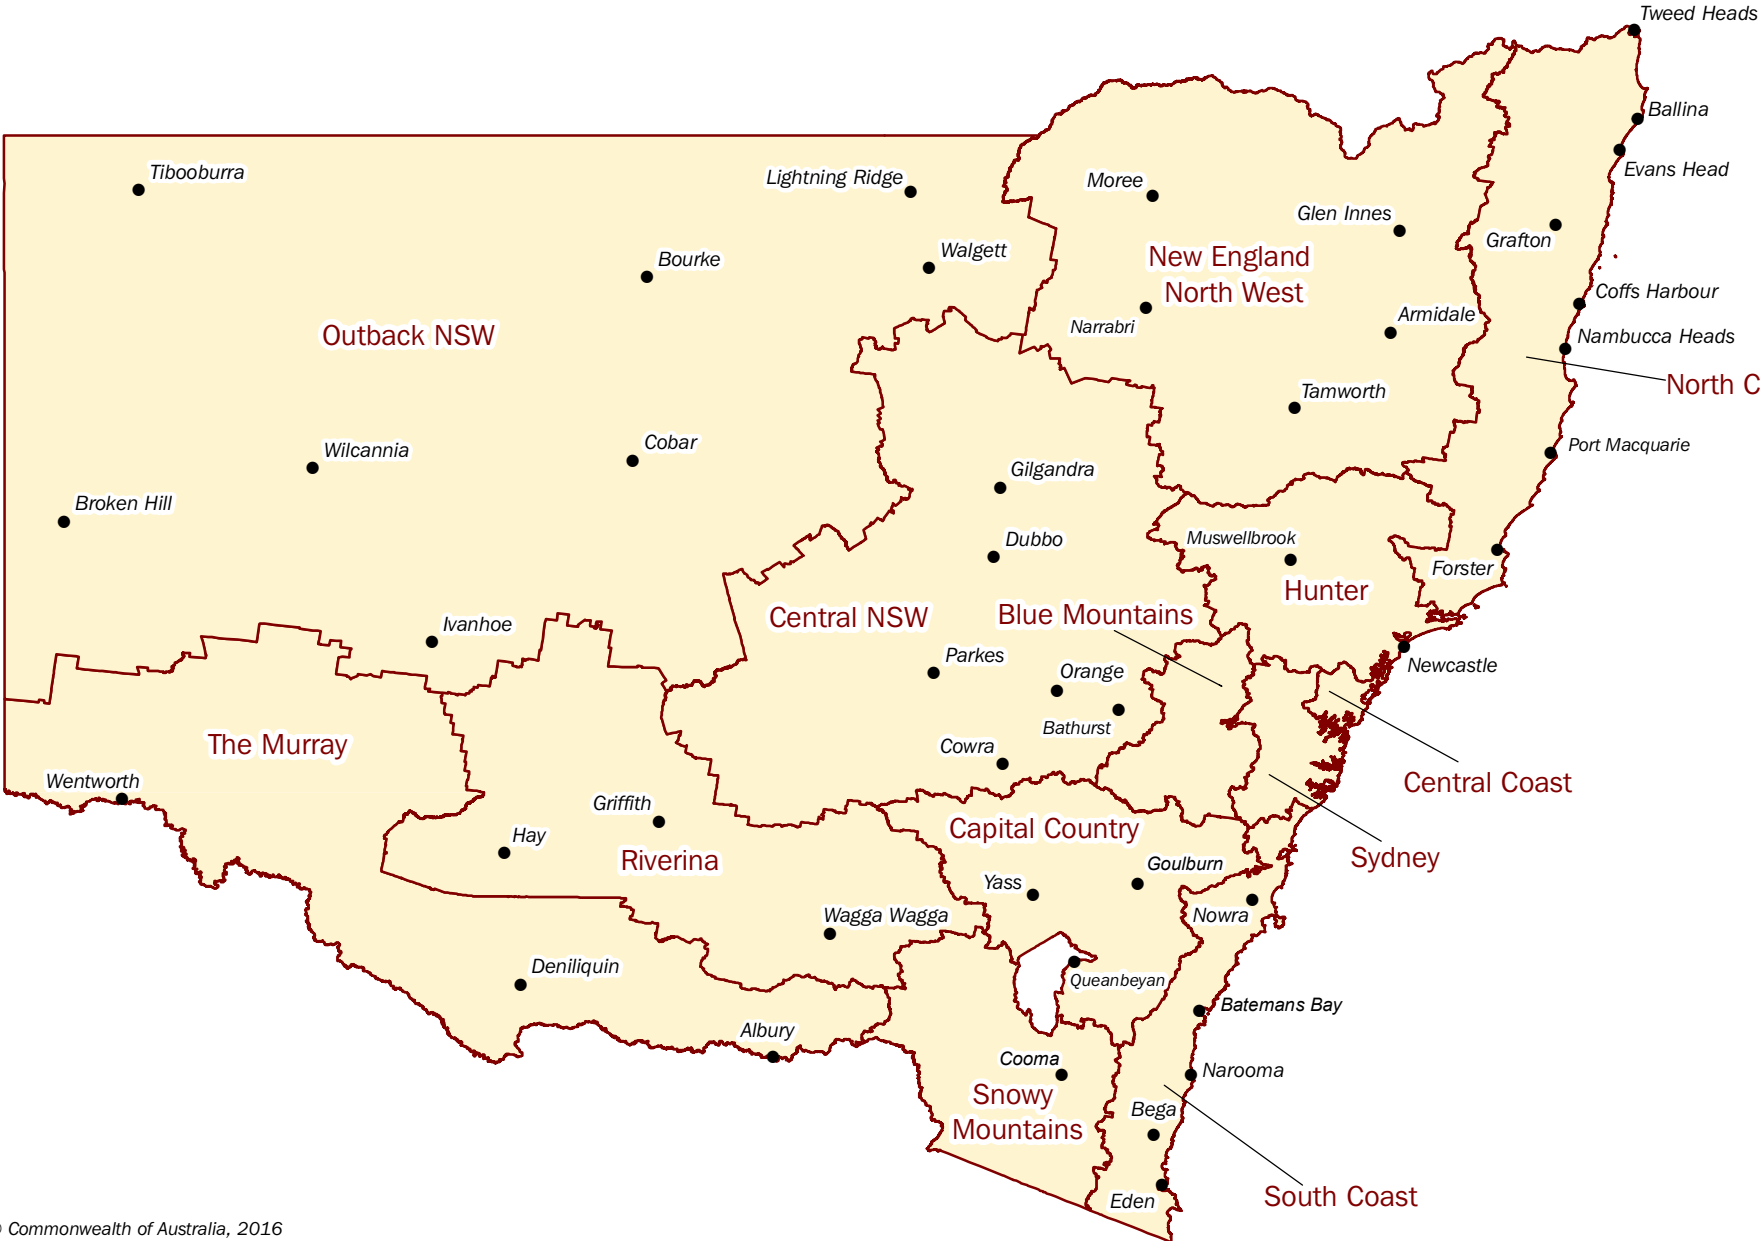 Tweed Heads
Ballina
Evans Head
Tibooburra
Lightning Ridge
Moree
Glen Innes
Grafton
Bourke
Walgett
New England
North West
Coffs Harbour
Outback NSW
Narrabri
Armidale
Nambucca Heads
North C
Tamworth
Wilcannia
Cobar
Gilgandra
Port Macquarie
Broken Hill
Dubbo
Muswellbrook
Forster
Hunter
Central NSW
Blue Mountains
Ivanhoe
Parkes
Orange
Newcastle
Bathurst
The Murray
Cowra
Wentworth
Central Coast
Griffith
Hay
Capital Country
Riverina
Sydney
Goulburn
Yass
Wagga Wagga
Nowra
Deniliquin
Queanbeyan
Batemans Bay
Albury
Cooma
Narooma
Snowy
Mountains
Bega
Eden
South Coast
© Commonwealth of Australia, 2016